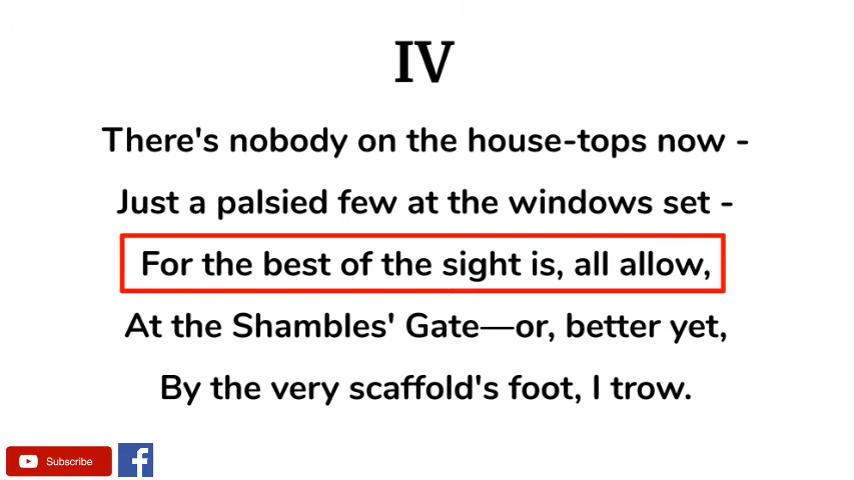 IV
There's nobody on the house-tops now -
Just a palsied few at the windows set -
For the best of the sight is, all allow,
At the Shambles' Gate—or, better yet,
By the very scaffold's foot, I trow.
Subscribe